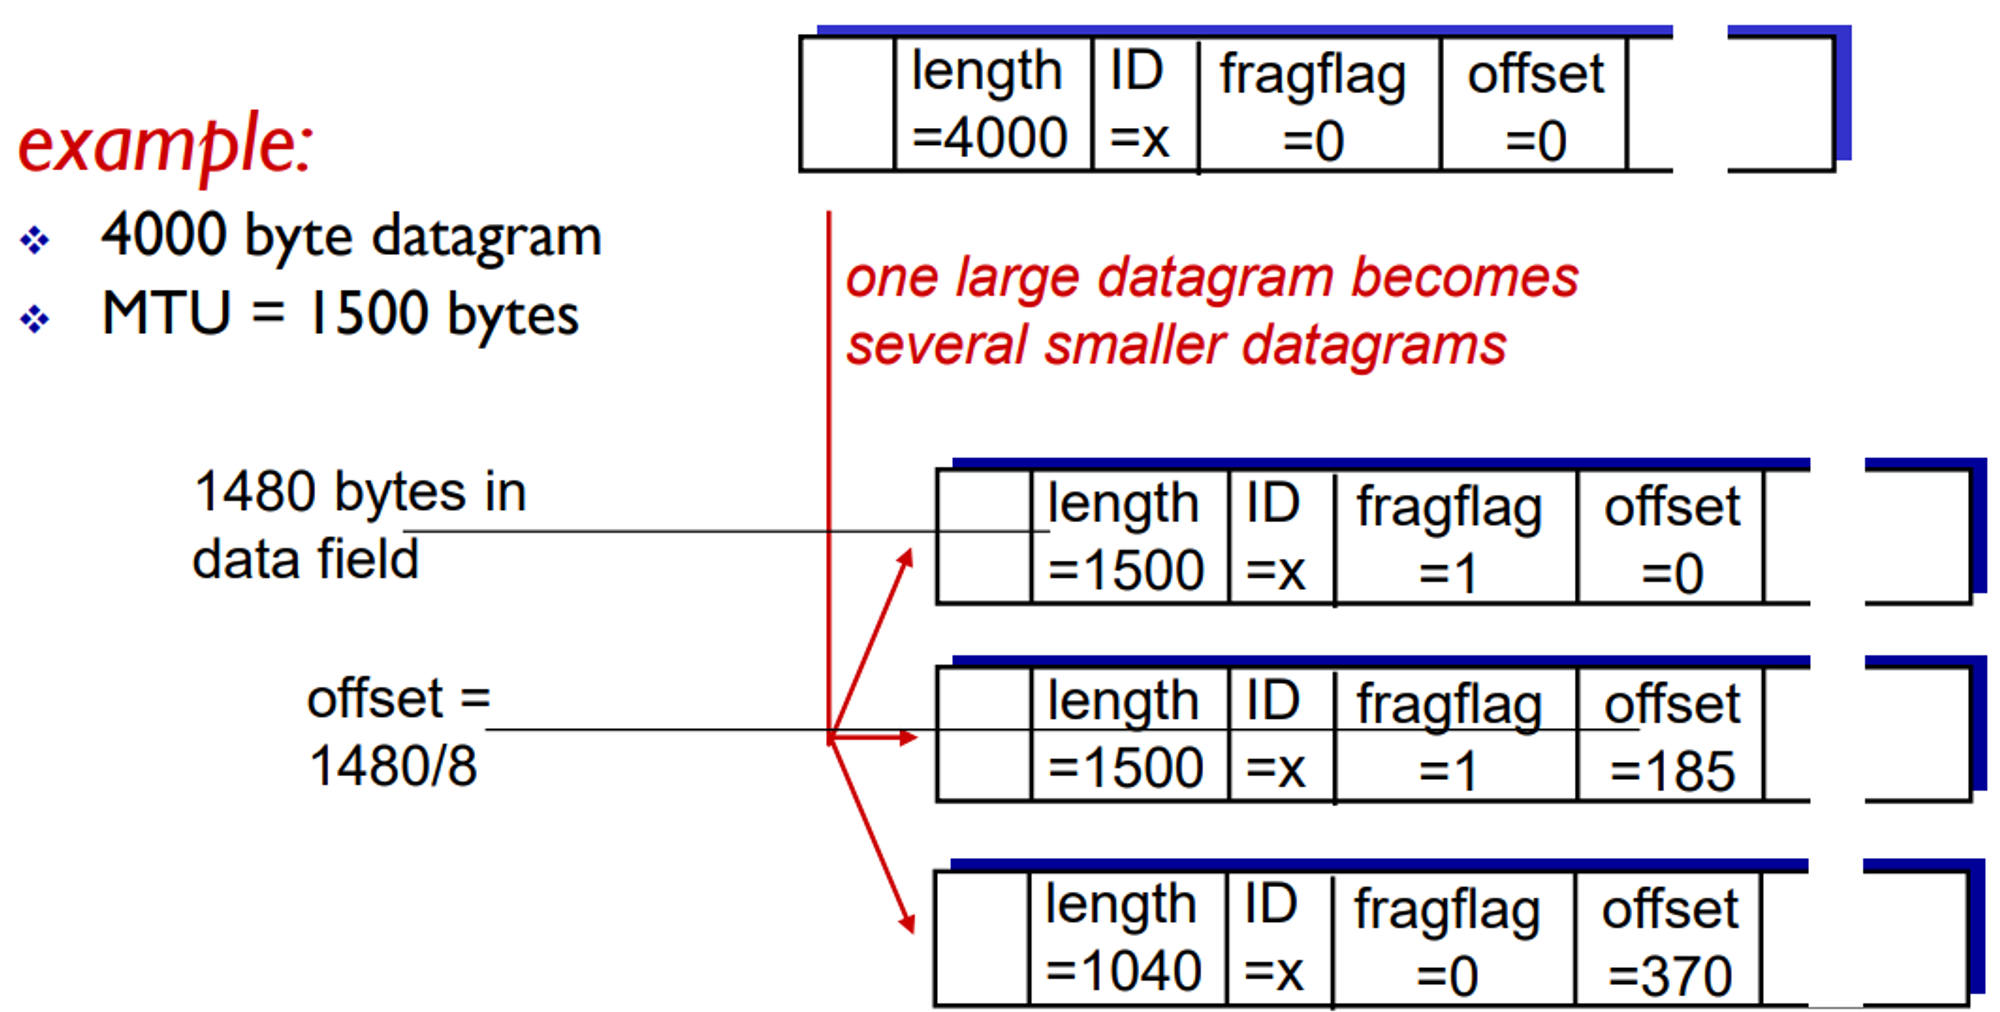 length ID fragflag offset
=4000 =x =0 =0
example:
❖ 4000 byte datagram
❖ MTU = 1500 bytes
one large datagram becomes
several smaller datagrams
1480 bytes in
data field
length ID fragflag offset
=1500 =x =1 =0
offset =
1480/8
length ID fragflag offset
=1500 =x =1 =185
length ID fragflag offset
=1040 =x =0 =370